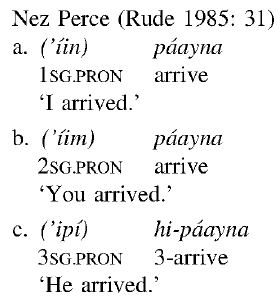 Nez Perce (Rude 1985: 31)
a. (’íin) páayna
1SG.PRON arrive
‘I arrived.’
b. (’íim) páayna
2SG.PRON arrive
‘You arrived.’
c. (’ipí) hi-páayna
3SG.PRON 3-arrive
‘He arrived.’